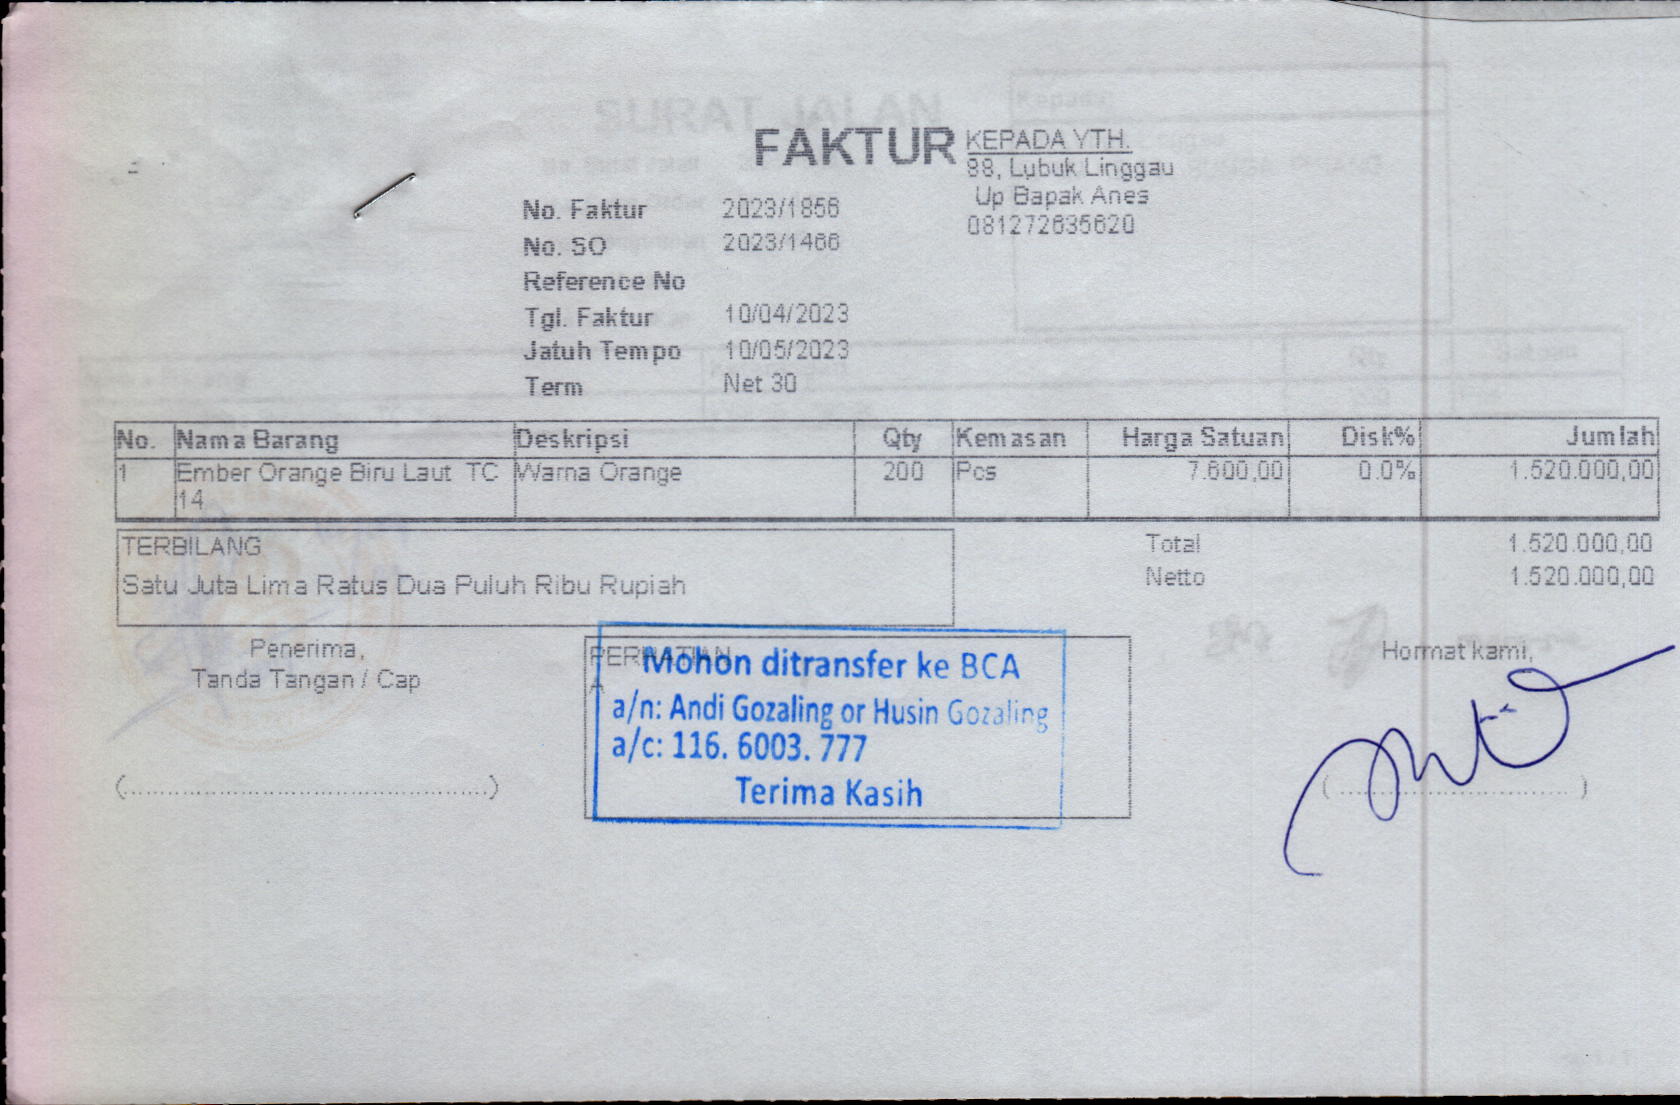 FAKTUR
KEPADA YTH.
88, Lubuk Linggau
Up Bapak Anes
081272635620
No. Faktur 2023/1856
No. SO 2023/1466
Reference No
Tgl. Faktur 10/04/2023
Jatuh Tempo 10/05/2023
Term Net 30
No. Nama Barang Deskripsi Qty Kemasan Harga Satuan Disk% Jumlah
1 Ember Orange Biru Laut TC Warna Orange 200 Pcs 7.600,00 0.0% 1.520.000,00
14
TERBILANG
Satu Juta Lima Ratus Dua Puluh Ribu Rupiah
Total 1.520.000,00
Netto 1.520.000,00
Penerima,
Tanda Tangan / Cap
Mohon ditransfer ke BCA
a/n: Andi Gozaling or Husin Gozaling
a/c: 116. 6003. 777
Terima Kasih
Hormat kami,
SURAT JALAN
Kepada